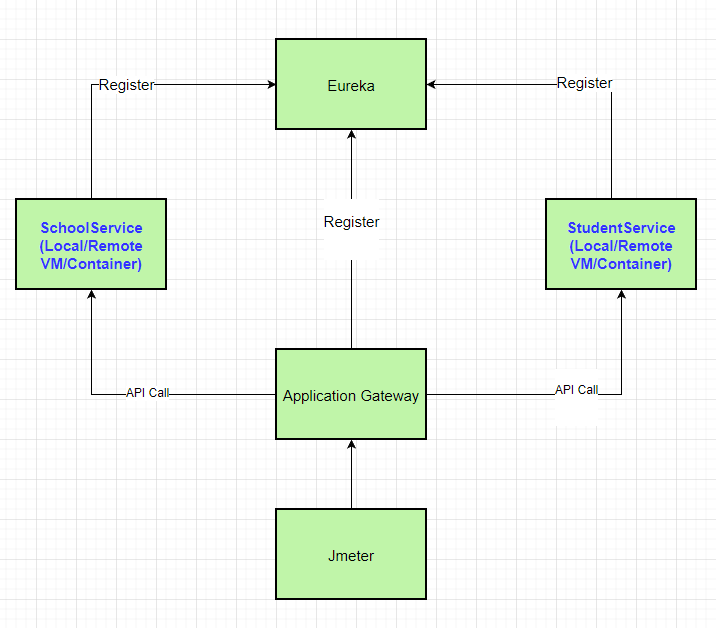 Eureka
Register
Register
Register
SchoolService
(Local/Remote
VM/Container)
StudentService
(Local/Remote
VM/Container)
API Call
Application Gateway
API Call
Jmeter